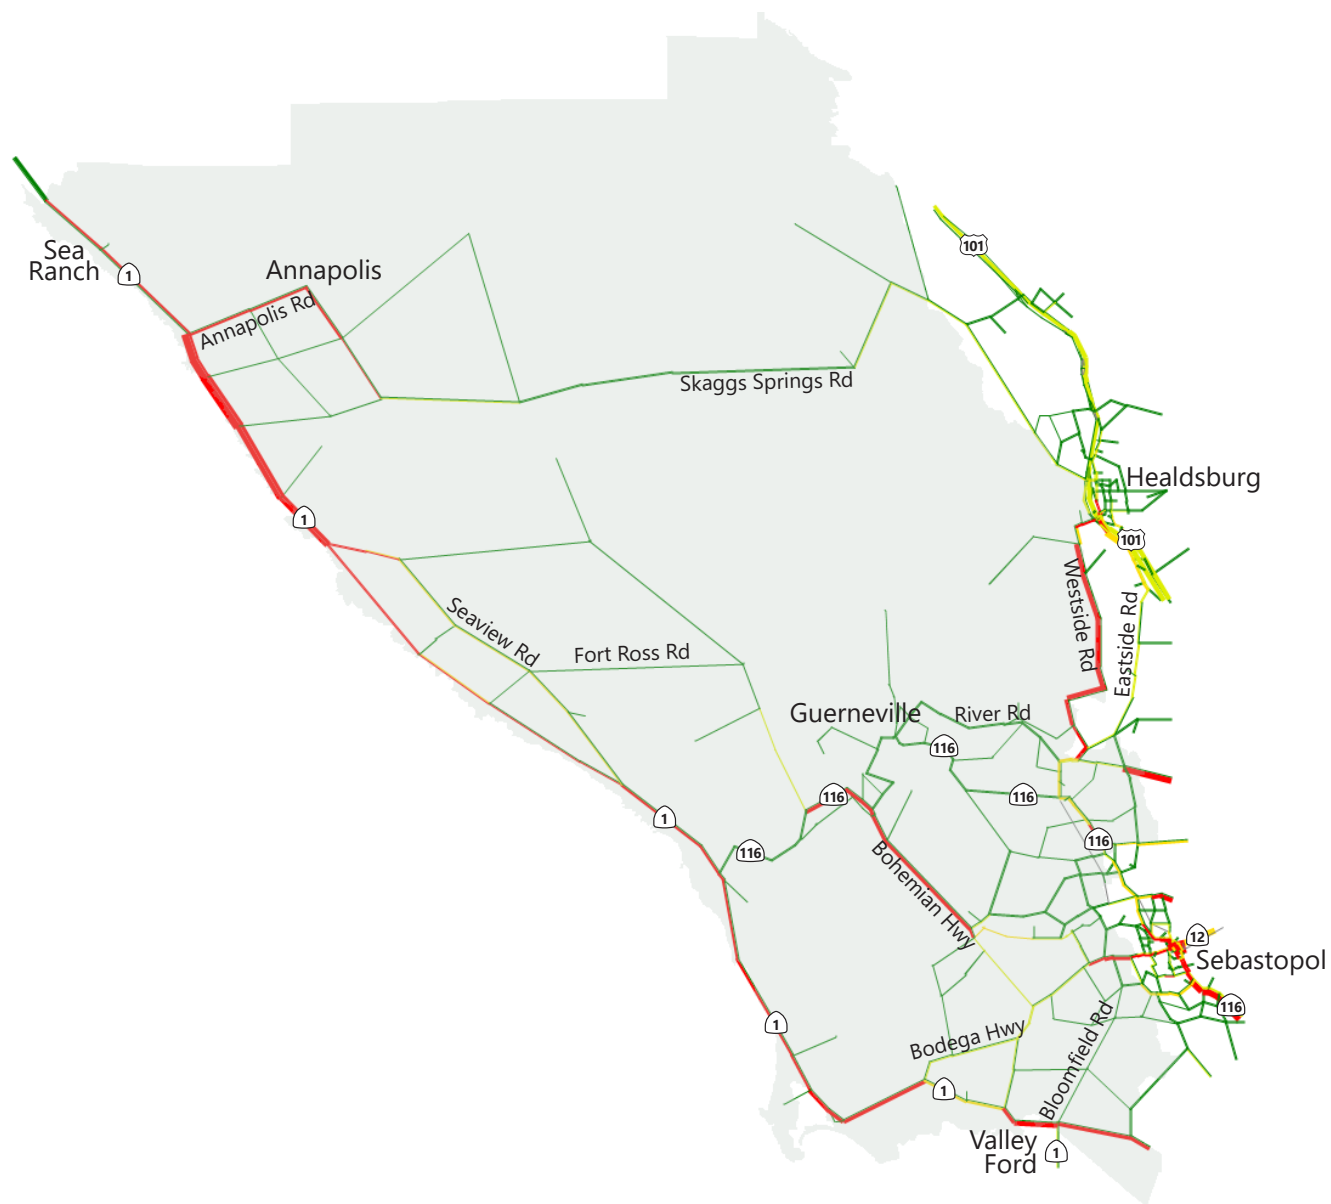 101
Sea
Ranch
1
Annapolis
Annapolis Rd
Skaggs Springs Rd
Healdsburg
1
101
Westside Rd
Eastside Rd
Seaview Rd
Fort Ross Rd
Guerneville
River Rd
116
116
116
1
116
116
Bohemian Hwy
12
Sebastopol
116
1
Bodega Hwy
Bloomfield Rd
1
Valley
Ford
1